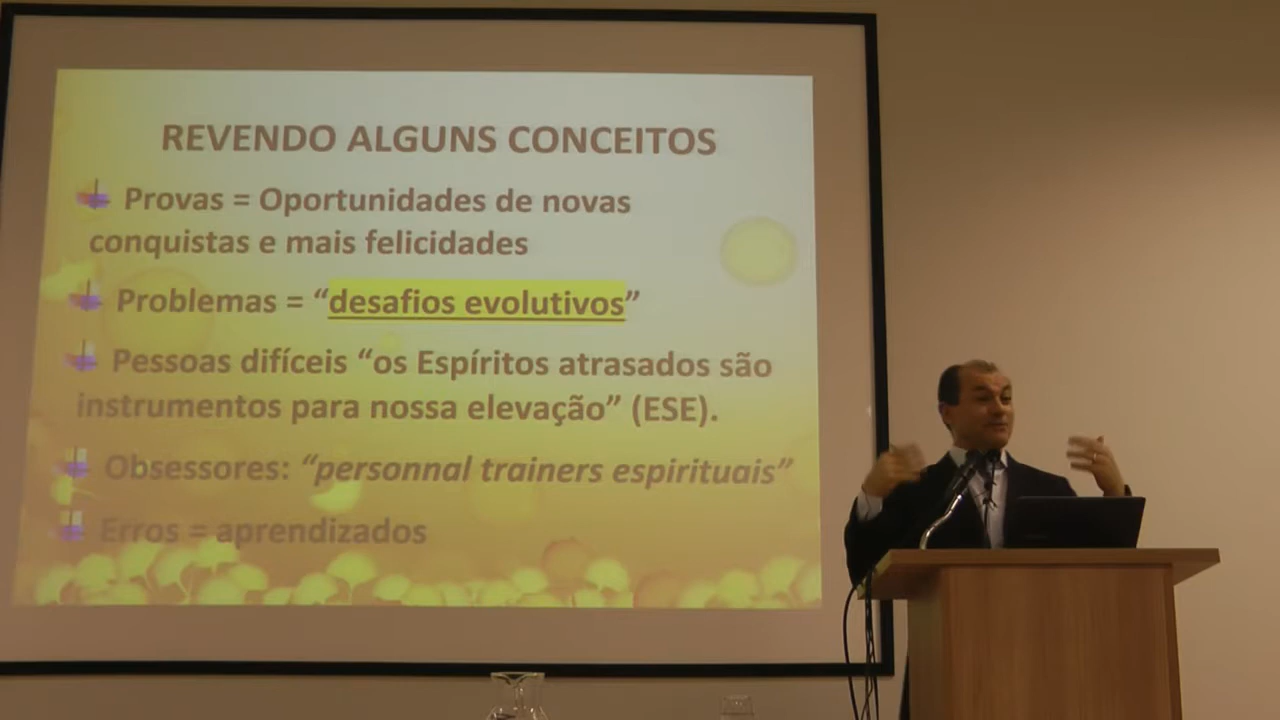 REVENDO ALGUNS CONCEITOS
Provas = Oportunidades de novas
conquistas e mais felicidades
Problemas = “desafios evolutivos”
Pessoas difíceis “os Espíritos atrasados são
instrumentos para nossa elevação” (ESE).
Obsessores: “personnal trainers espirituais”
Erros = aprendizados